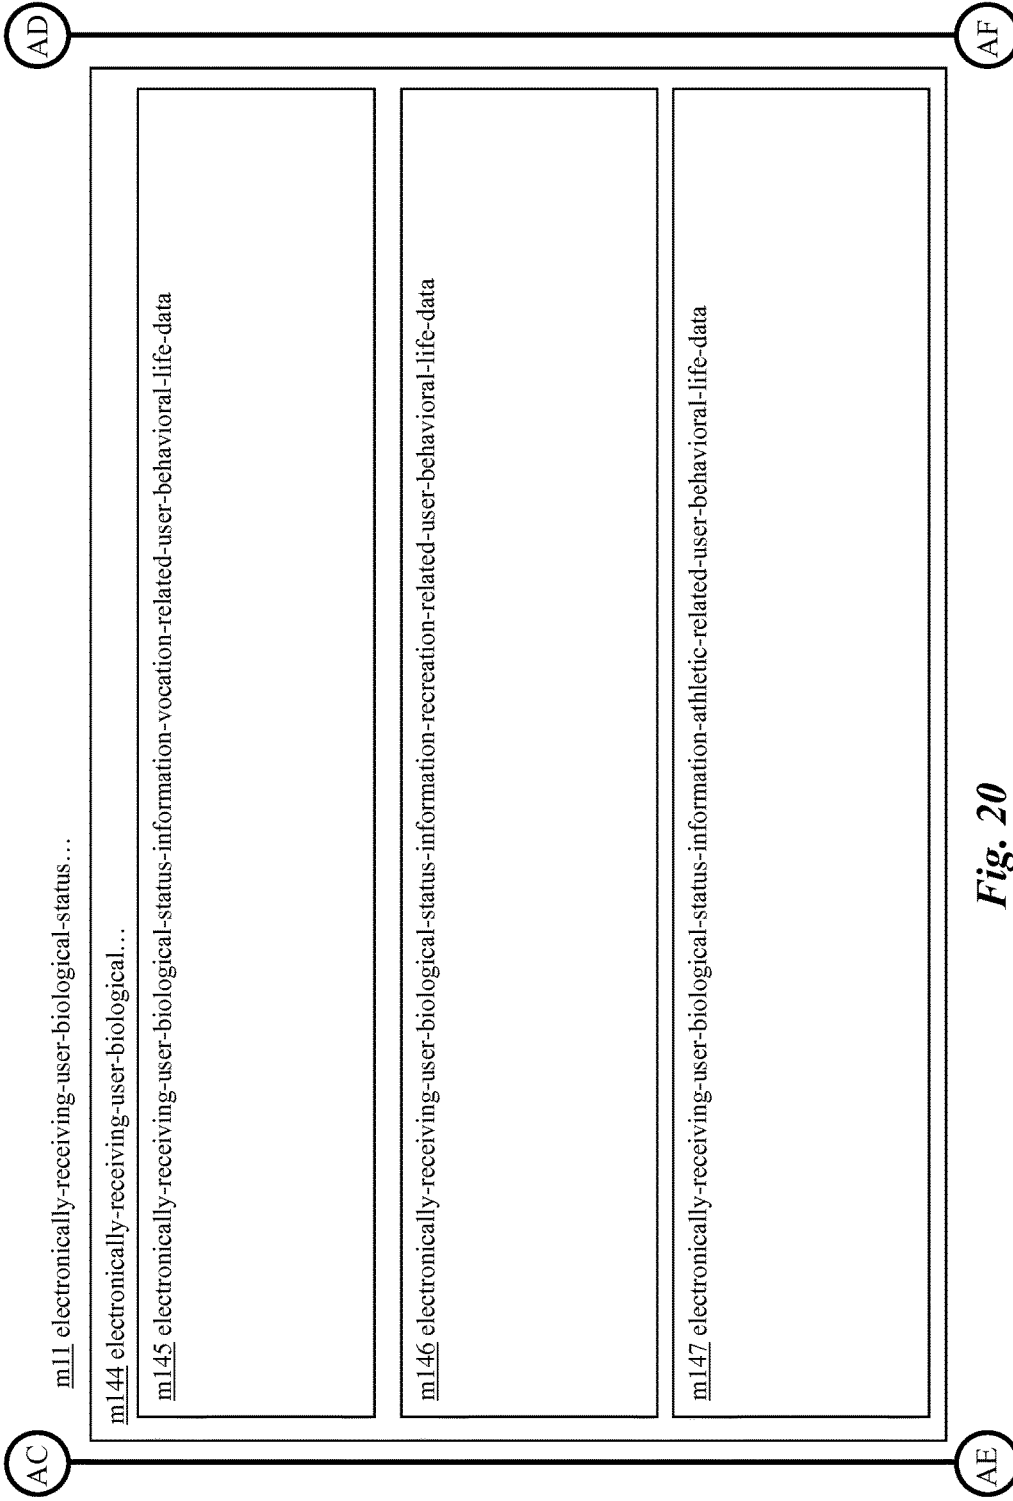 AC
AD
m11 electronically-receiving-user-biological-status…
m144 electronically-receiving-user-biological…
m145 electronically-receiving-user-biological-status-information-vocation-related-user-behavioral-life-data
m146 electronically-receiving-user-biological-status-information-recreation-related-user-behavioral-life-data
m147 electronically-receiving-user-biological-status-information-athletic-related-user-behavioral-life-data
AE
AF
Fig. 20